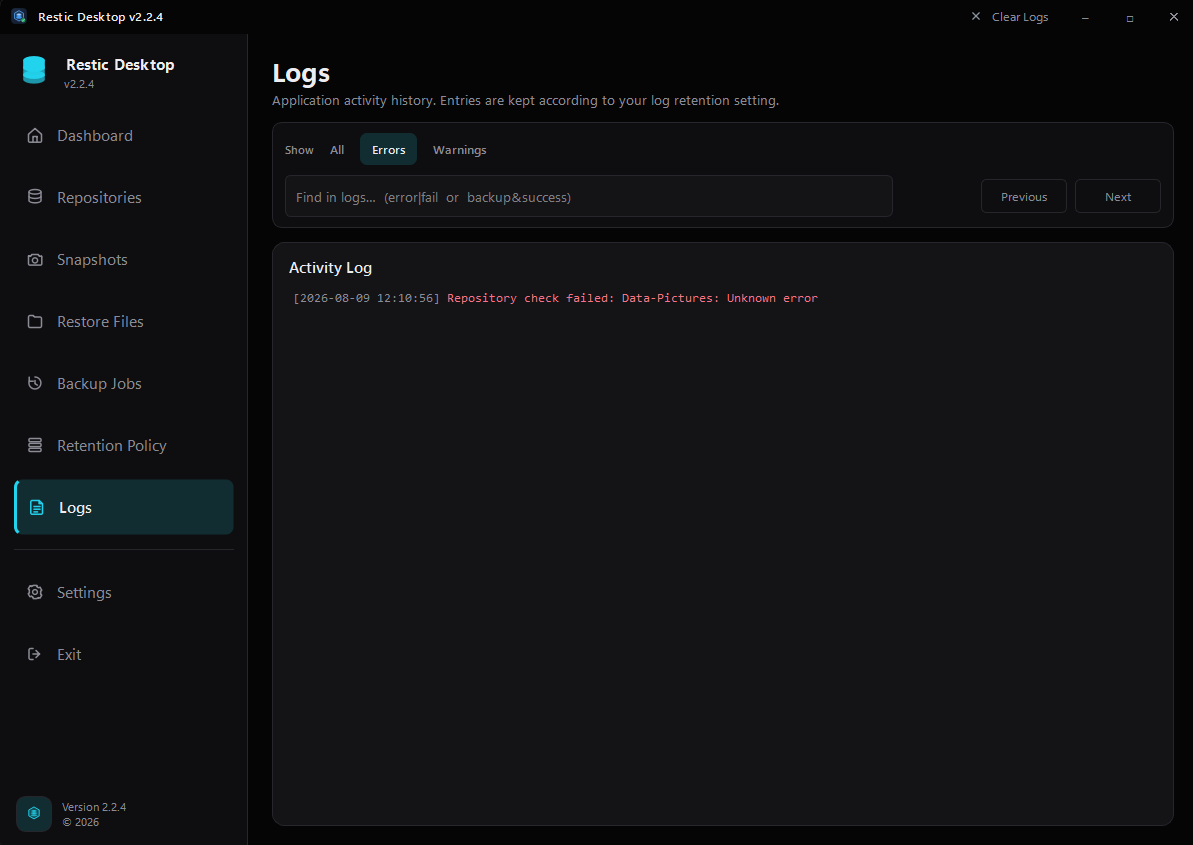 Restic Desktop v2.2.4
Clear Logs
Restic Desktop
v2.2.4
Dashboard
Repositories
Snapshots
Restore Files
Backup Jobs
Retention Policy
Logs
Settings
Exit
Version 2.2.4
© 2026
Logs
Application activity history. Entries are kept according to your log retention setting.
Show All Errors Warnings
Find in logs... (error|fail or backup&success)
Previous Next
Activity Log
[2026-08-09 12:10:56] Repository check failed: Data-Pictures: Unknown error